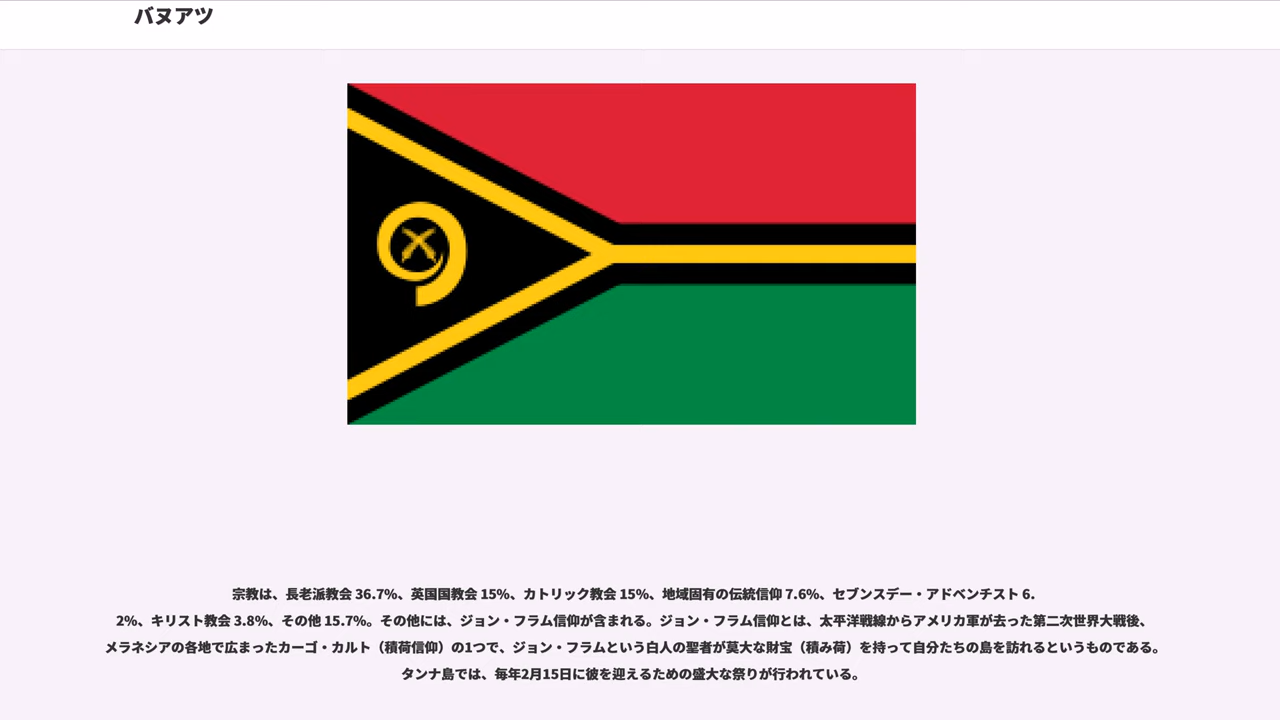 バヌアツ
宗教は、長老派教会 36.7%、英国国教会 15%、カトリック教会 15%、地域固有の伝統信仰 7.6%、セブンスデー・アドベンチスト 6.
2%、キリスト教会 3.8%、その他 15.7%。その他には、ジョン・フラム信仰が含まれる。ジョン・フラム信仰とは、太平洋戦線からアメリカ軍が去った第二次世界大戦後、
メラネシアの各地で広まったカーゴ・カルト（積荷信仰）の1つで、ジョン・フラムという白人の聖者が莫大な財宝（積み荷）を持って自分たちの島を訪れるというものである。
タンナ島では、毎年2月15日に彼を迎えるための盛大な祭りが行われている。